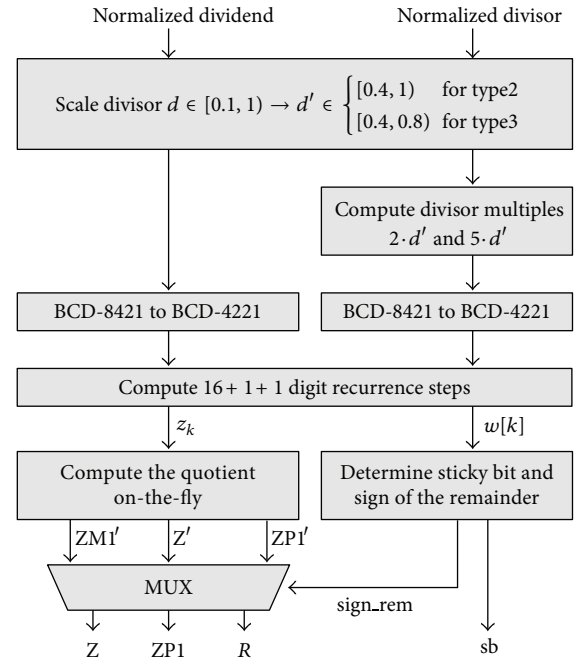 Normalized dividend
Normalized divisor
Scale divisor d ∈ [0.1, 1) → d′ ∈ { [0.4, 1) for type2
[0.4, 0.8) for type3
Compute divisor multiples
2·d′ and 5·d′
BCD-8421 to BCD-4221
BCD-8421 to BCD-4221
Compute 16 + 1 + 1 digit recurrence steps
z_k
w[k]
Compute the quotient
on-the-fly
Determine sticky bit and
sign of the remainder
ZM1′
Z′
ZP1′
MUX
sign_rem
Z
ZP1
R
sb